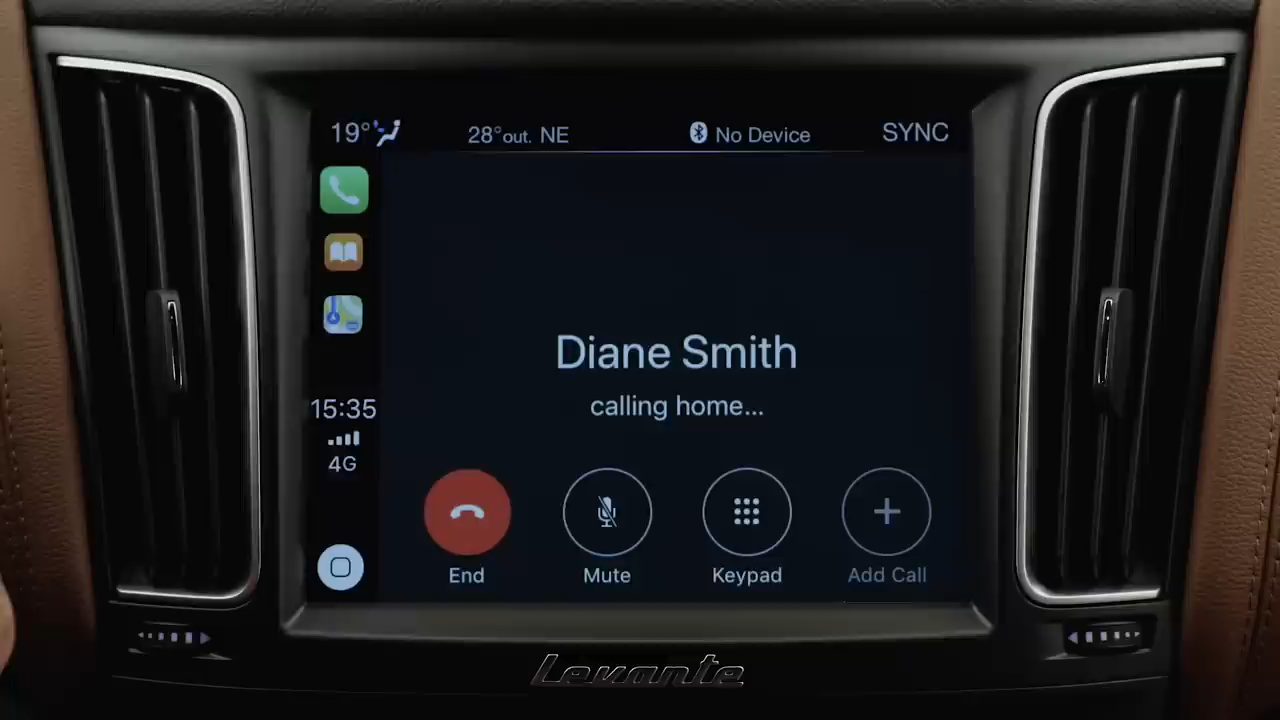 19° 28°out. NE No Device SYNC
Diane Smith
calling home...
15:35
4G
End Mute Keypad Add Call
Levante